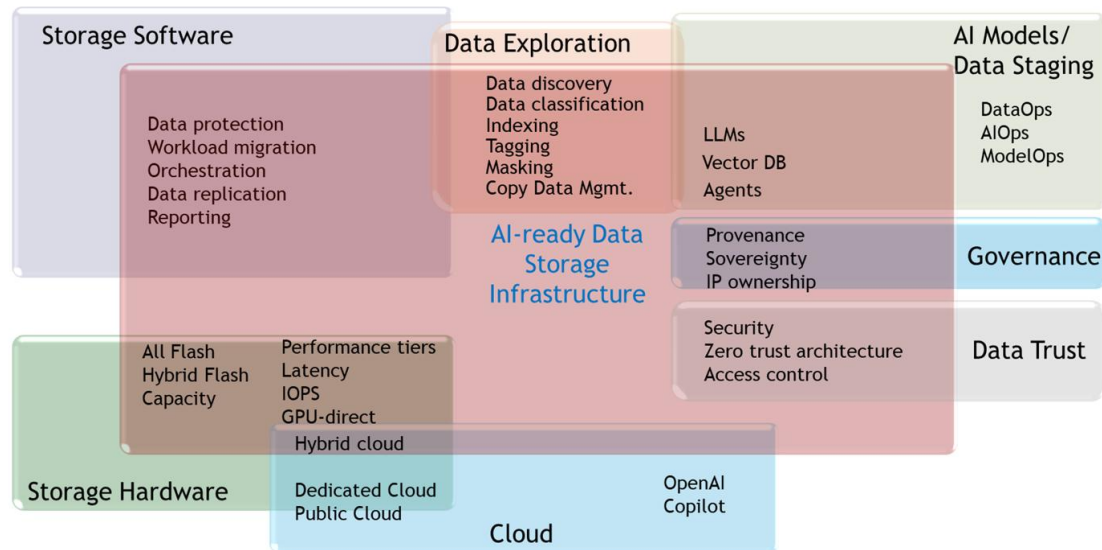 Storage Software
Data protection
Workload migration
Orchestration
Data replication
Reporting
Data Exploration
Data discovery
Data classification
Indexing
Tagging
Masking
Copy Data Mgmt.
AI Models/
Data Staging
DataOps
AIOps
ModelOps
LLMs
Vector DB
Agents
AI-ready Data
Storage
Infrastructure
Provenance
Sovereignty
IP ownership
Governance
Security
Zero trust architecture
Access control
Data Trust
All Flash
Hybrid Flash
Capacity
Performance tiers
Latency
IOPS
GPU-direct
Storage Hardware
Hybrid cloud
Dedicated Cloud
Public Cloud
OpenAI
Copilot
Cloud